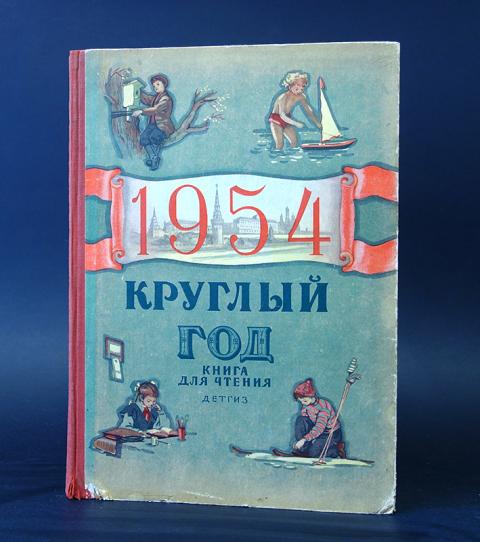 1954
КРУГЛЫЙ
ГОД
КНИГА
ДЛЯ ЧТЕНИЯ
ДЕТГИЗ